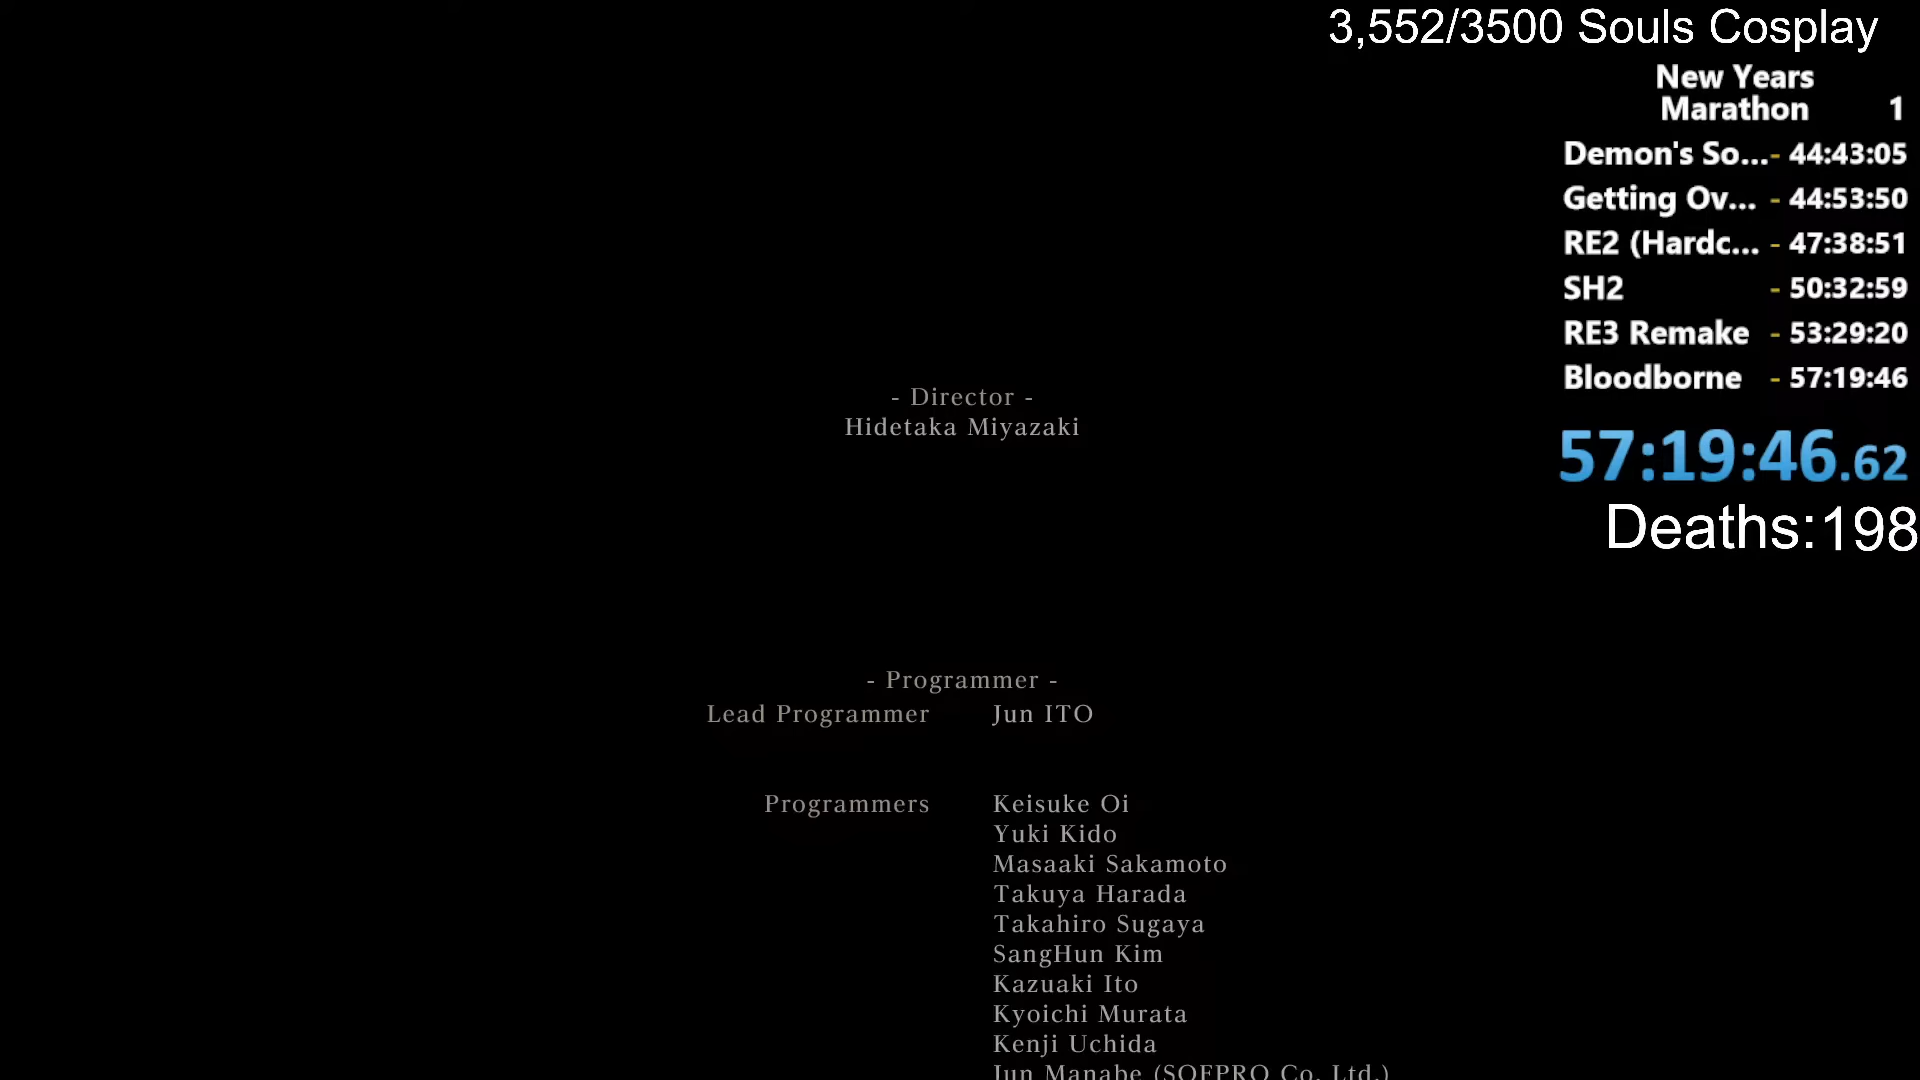 3,552/3500 Souls Cosplay
New Years
Marathon 1
Demon's So... - 44:43:05
Getting Ov... - 44:53:50
RE2 (Hardc... - 47:38:51
SH2 - 50:32:59
RE3 Remake - 53:29:20
Bloodborne - 57:19:46
57:19:46.62
Deaths:198
- Director -
Hidetaka Miyazaki
- Programmer -
Lead Programmer Jun ITO
Programmers Keisuke Oi
Yuki Kido
Masaaki Sakamoto
Takuya Harada
Takahiro Sugaya
SangHun Kim
Kazuaki Ito
Kyoichi Murata
Kenji Uchida
Jun Manabe (SOFPRO Co. Ltd.)